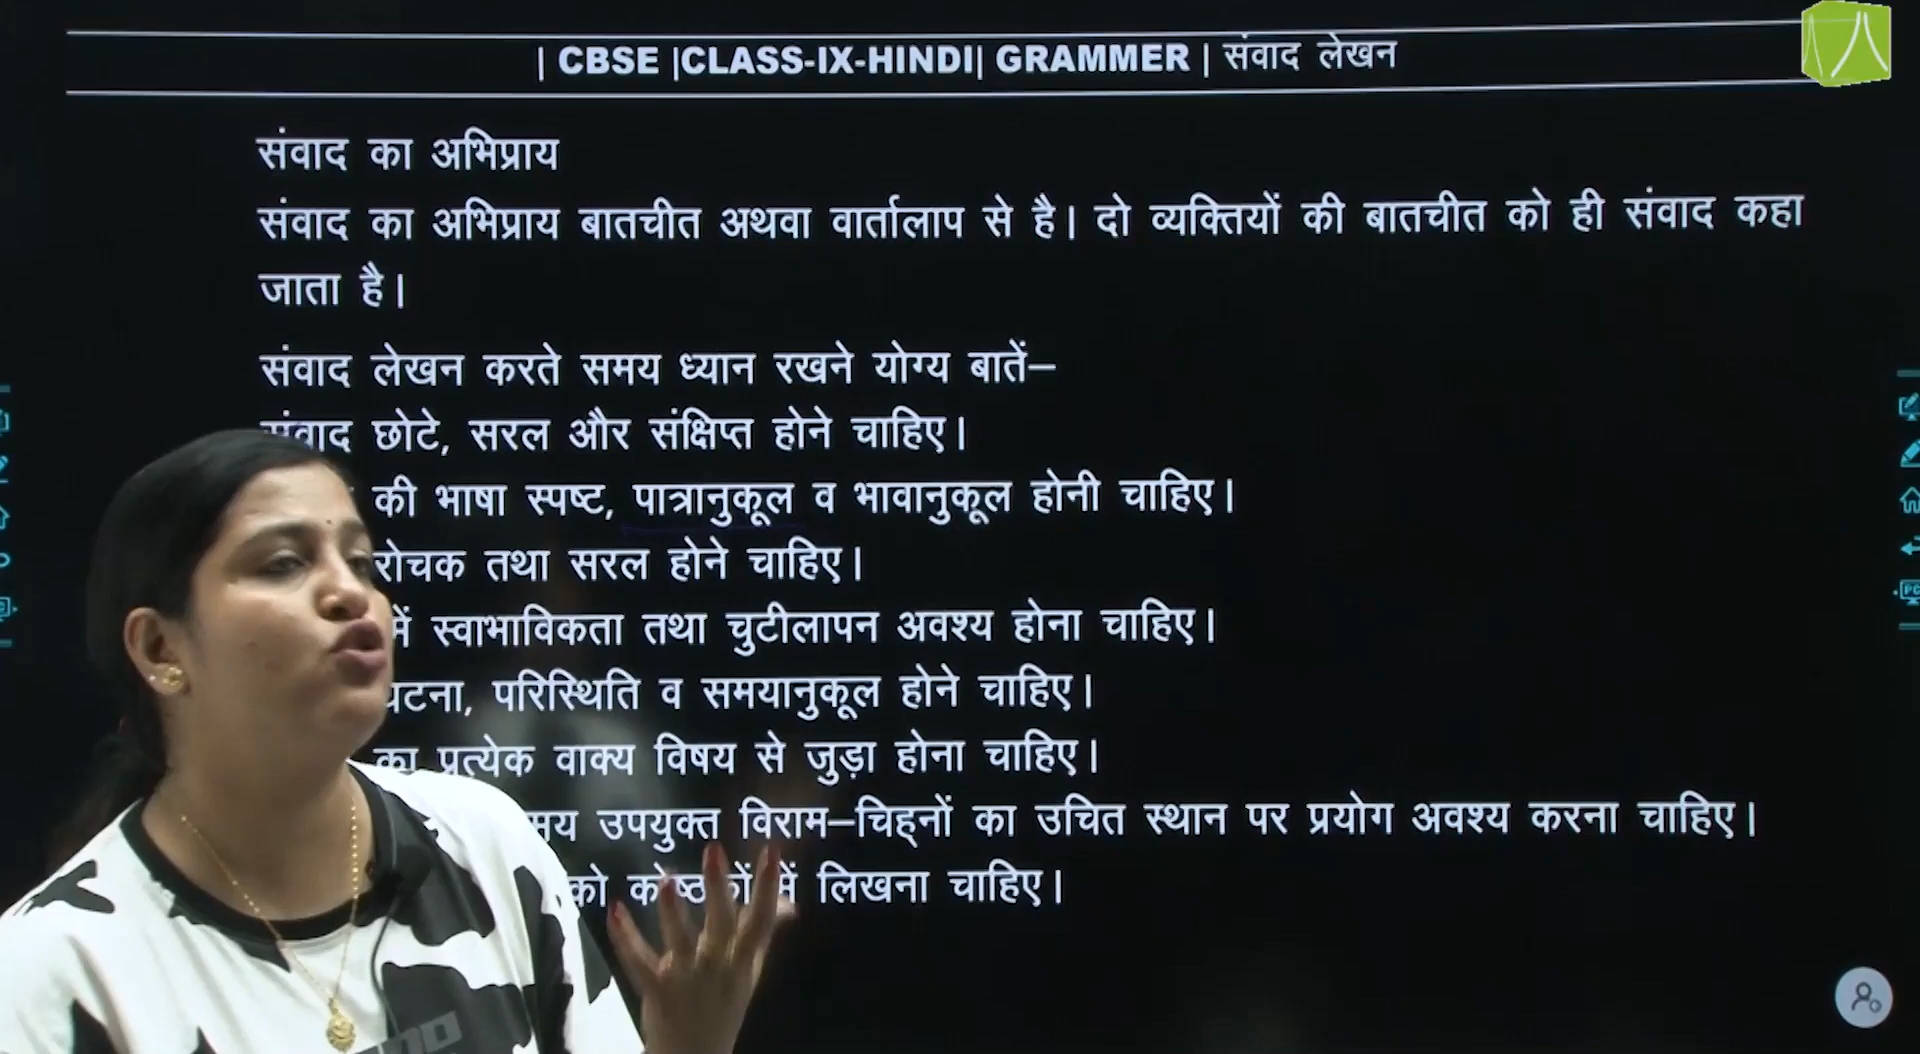 | CBSE |CLASS-IX-HINDI| GRAMMER | संवाद लेखन
संवाद का अभिप्राय
संवाद का अभिप्राय बातचीत अथवा वार्तालाप से है। दो व्यक्तियों की बातचीत को ही संवाद कहा
जाता है।
संवाद लेखन करते समय ध्यान रखने योग्य बातें–
संवाद छोटे, सरल और संक्षिप्त होने चाहिए।
की भाषा स्पष्ट, पात्रानुकूल व भावानुकूल होनी चाहिए।
रोचक तथा सरल होने चाहिए।
में स्वाभाविकता तथा चुटीलापन अवश्य होना चाहिए।
घटना, परिस्थिति व समयानुकूल होने चाहिए।
का प्रत्येक वाक्य विषय से जुड़ा होना चाहिए।
उपयुक्त विराम–चिह्नों का उचित स्थान पर प्रयोग अवश्य करना चाहिए।
को कोष्ठकों में लिखना चाहिए।